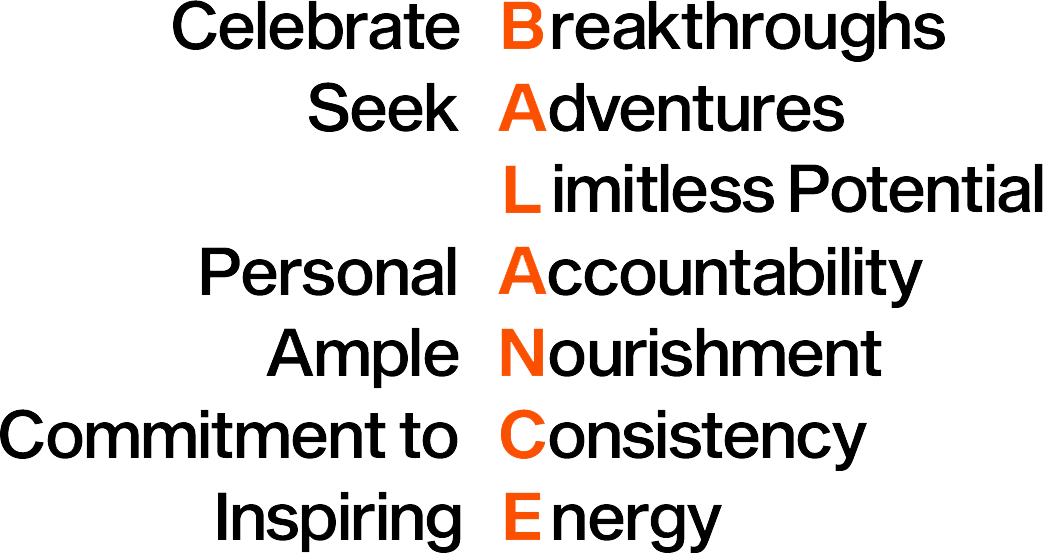 Celebrate Breakthroughs
Seek Adventures
Limitless Potential
Personal Accountability
Ample Nourishment
Commitment to Consistency
Inspiring Energy